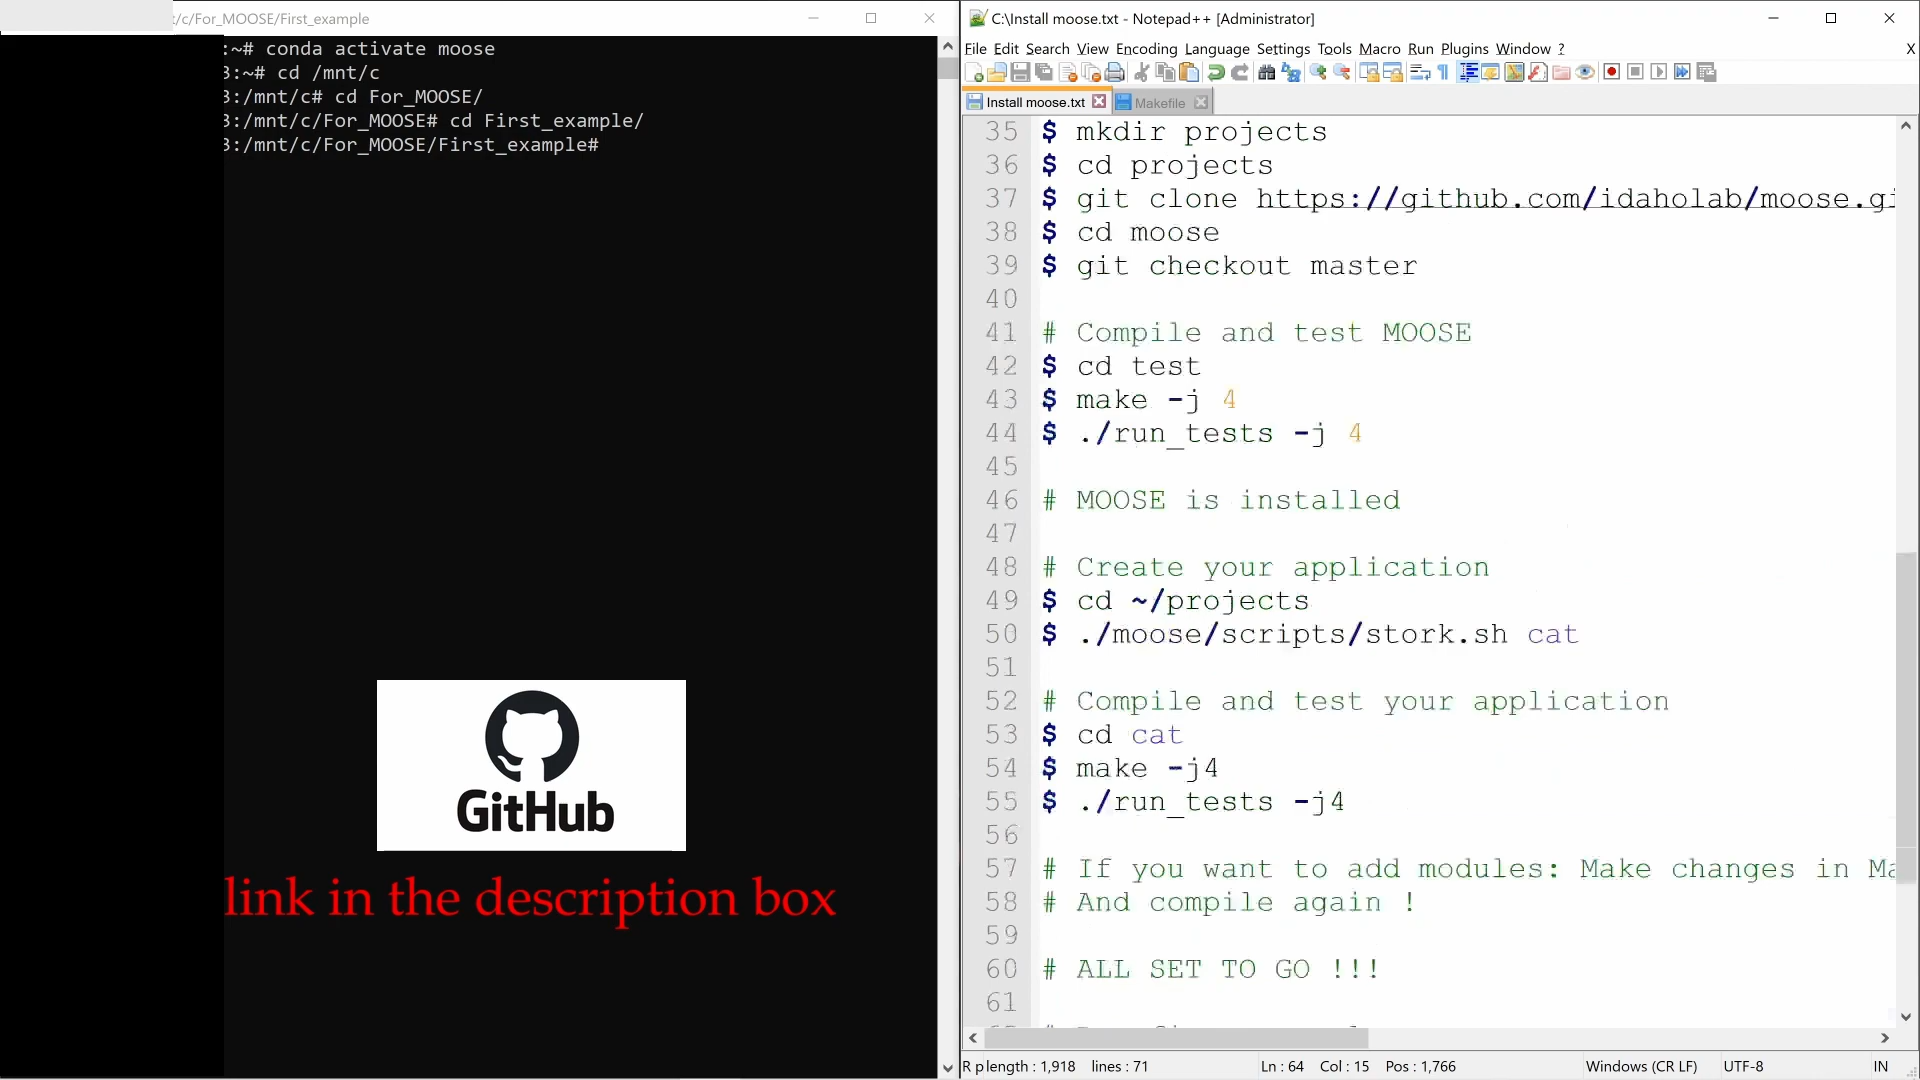 t/c/For_MOOSE/First_example
:~# conda activate moose
3:~# cd /mnt/c
3:/mnt/c# cd For_MOOSE/
3:/mnt/c/For_MOOSE# cd First_example/
3:/mnt/c/For_MOOSE/First_example#
GitHub
link in the description box
C:\Install moose.txt - Notepad++ [Administrator]
File Edit Search View Encoding Language Settings Tools Macro Run Plugins Window ? X
Install moose.txt Makefile
35 $ mkdir projects
36 $ cd projects
37 $ git clone https://github.com/idaholab/moose.gi
38 $ cd moose
39 $ git checkout master
40
41 # Compile and test MOOSE
42 $ cd test
43 $ make -j 4
44 $ ./run_tests -j 4
45
46 # MOOSE is installed
47
48 # Create your application
49 $ cd ~/projects
50 $ ./moose/scripts/stork.sh cat
51
52 # Compile and test your application
53 $ cd cat
54 $ make -j4
55 $ ./run_tests -j4
56
57 # If you want to add modules: Make changes in Ma
58 # And compile again !
59
60 # ALL SET TO GO !!!
61
R p length : 1,918 lines : 71 Ln : 64 Col : 15 Pos : 1,766 Windows (CR LF) UTF-8 IN